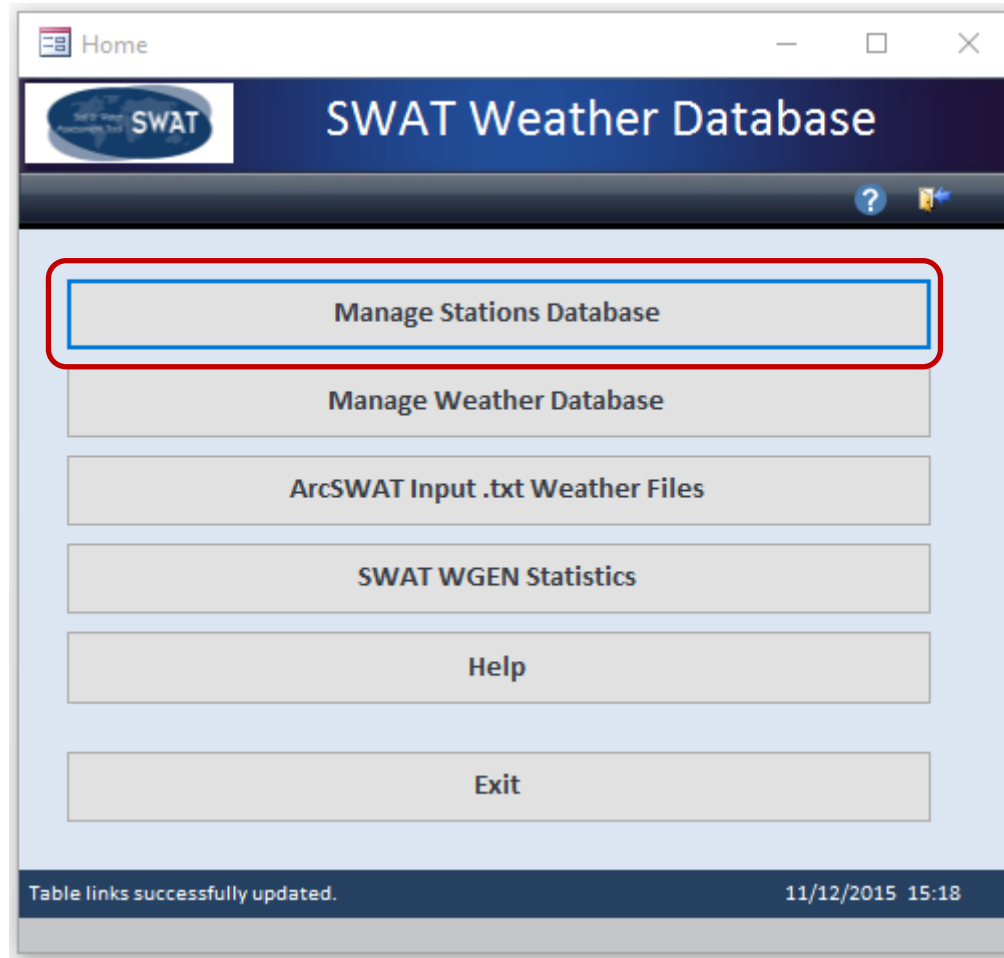 Home
SWAT
SWAT Weather Database
?
Manage Stations Database
Manage Weather Database
ArcSWAT Input .txt Weather Files
SWAT WGEN Statistics
Help
Exit
Table links successfully updated. 11/12/2015 15:18